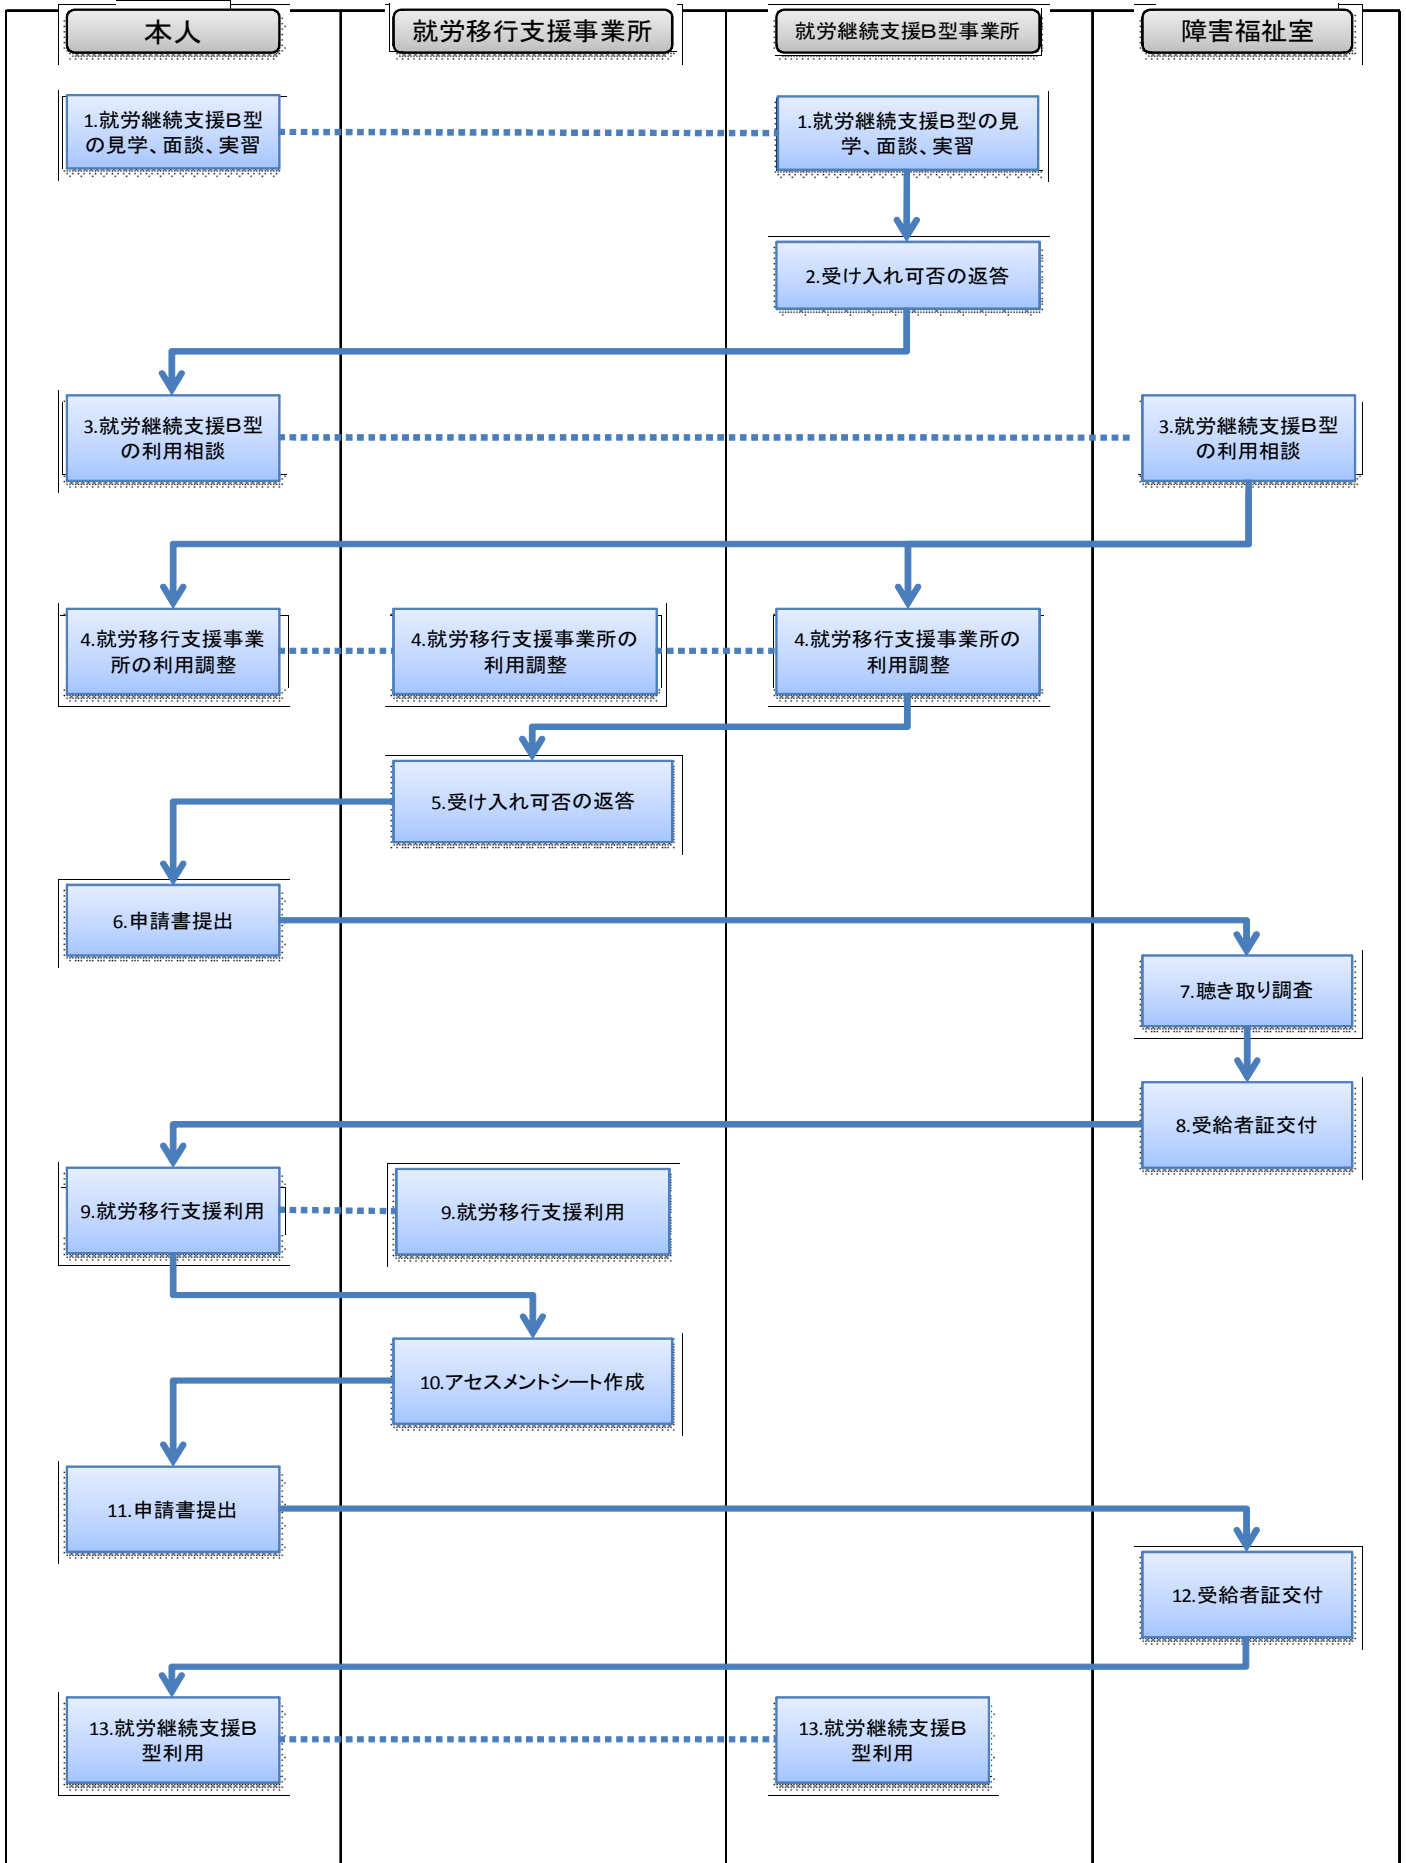 本人
就労移行支援事業所
就労継続支援B型事業所
障害福祉室
1.就労継続支援B型
の見学、面談、実習
1.就労継続支援B型の見
学、面談、実習
2.受け入れ可否の返答
3.就労継続支援B型
の利用相談
3.就労継続支援B型
の利用相談
4.就労移行支援事業
所の利用調整
4.就労移行支援事業所の
利用調整
4.就労移行支援事業所の
利用調整
5.受け入れ可否の返答
6.申請書提出
7.聴き取り調査
8.受給者証交付
9.就労移行支援利用
9.就労移行支援利用
10.アセスメントシート作成
11.申請書提出
12.受給者証交付
13.就労継続支援B
型利用
13.就労継続支援B
型利用